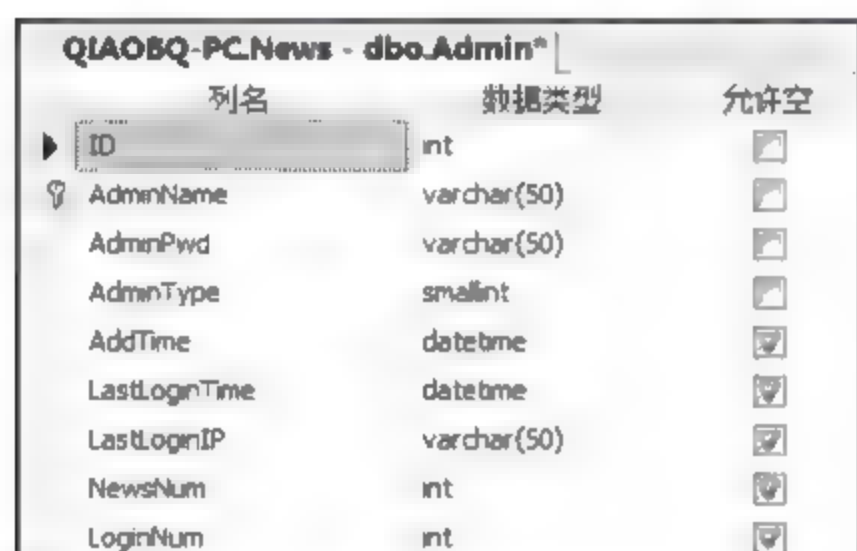 QIAOBQ-PC.News - dbo.Admin*
列名 数据类型 允许空
ID int
AdminName varchar(50)
AdminPwd varchar(50)
AdminType smallint
AddTime datetime
LastLoginTime datetime
LastLoginIP varchar(50)
NewsNum int
LoginNum int